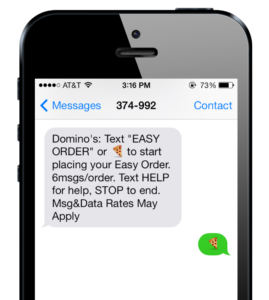 AT&T 3:16 PM 73%
Messages 374-992 Contact
Domino's: Text "EASY
ORDER" or 🍕 to start
placing your Easy Order.
6msgs/order. Text HELP
for help, STOP to end.
Msg&Data Rates May
Apply
🍕